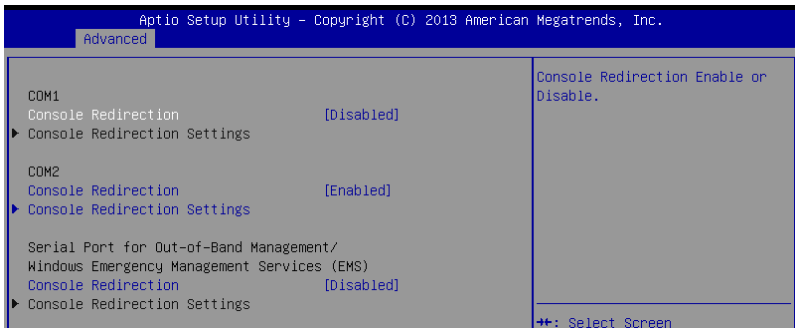 Aptio Setup Utility – Copyright (C) 2013 American Megatrends, Inc.
Advanced
COM1
Console Redirection [Disabled]
▶ Console Redirection Settings
COM2
Console Redirection [Enabled]
▶ Console Redirection Settings
Serial Port for Out-of-Band Management/
Windows Emergency Management Services (EMS)
Console Redirection [Disabled]
▶ Console Redirection Settings
Console Redirection Enable or
Disable.
→←: Select Screen